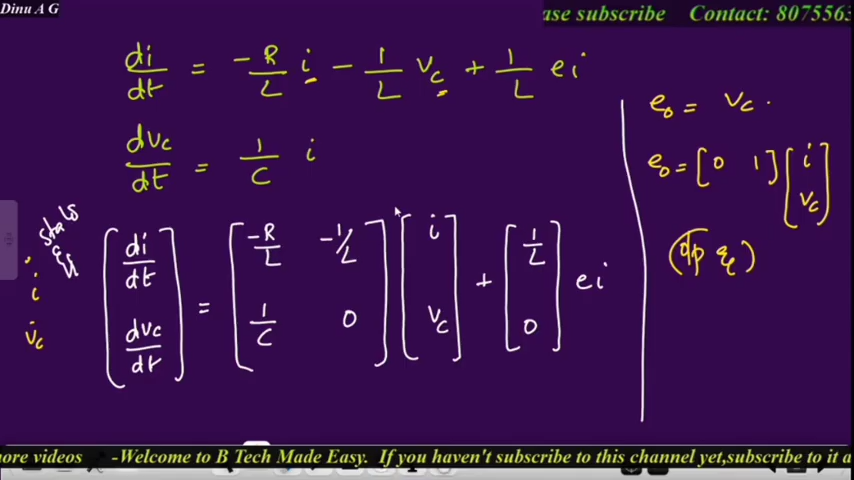 Dinu A G
ase subscribe Contact: 8075563
di/dt = -R/L i - 1/L vc + 1/L ei
dvc/dt = 1/C i
e0 = vc.
e0 = [0 1] [i vc]
(o/p eq)
state eq
i̇
v̇c
[di/dt dvc/dt] = [-R/L -1/L 1/C 0] [i vc] + [1/L 0] ei
ore videos -Welcome to B Tech Made Easy. If you haven't subscribe to this channel yet,subscribe to it a